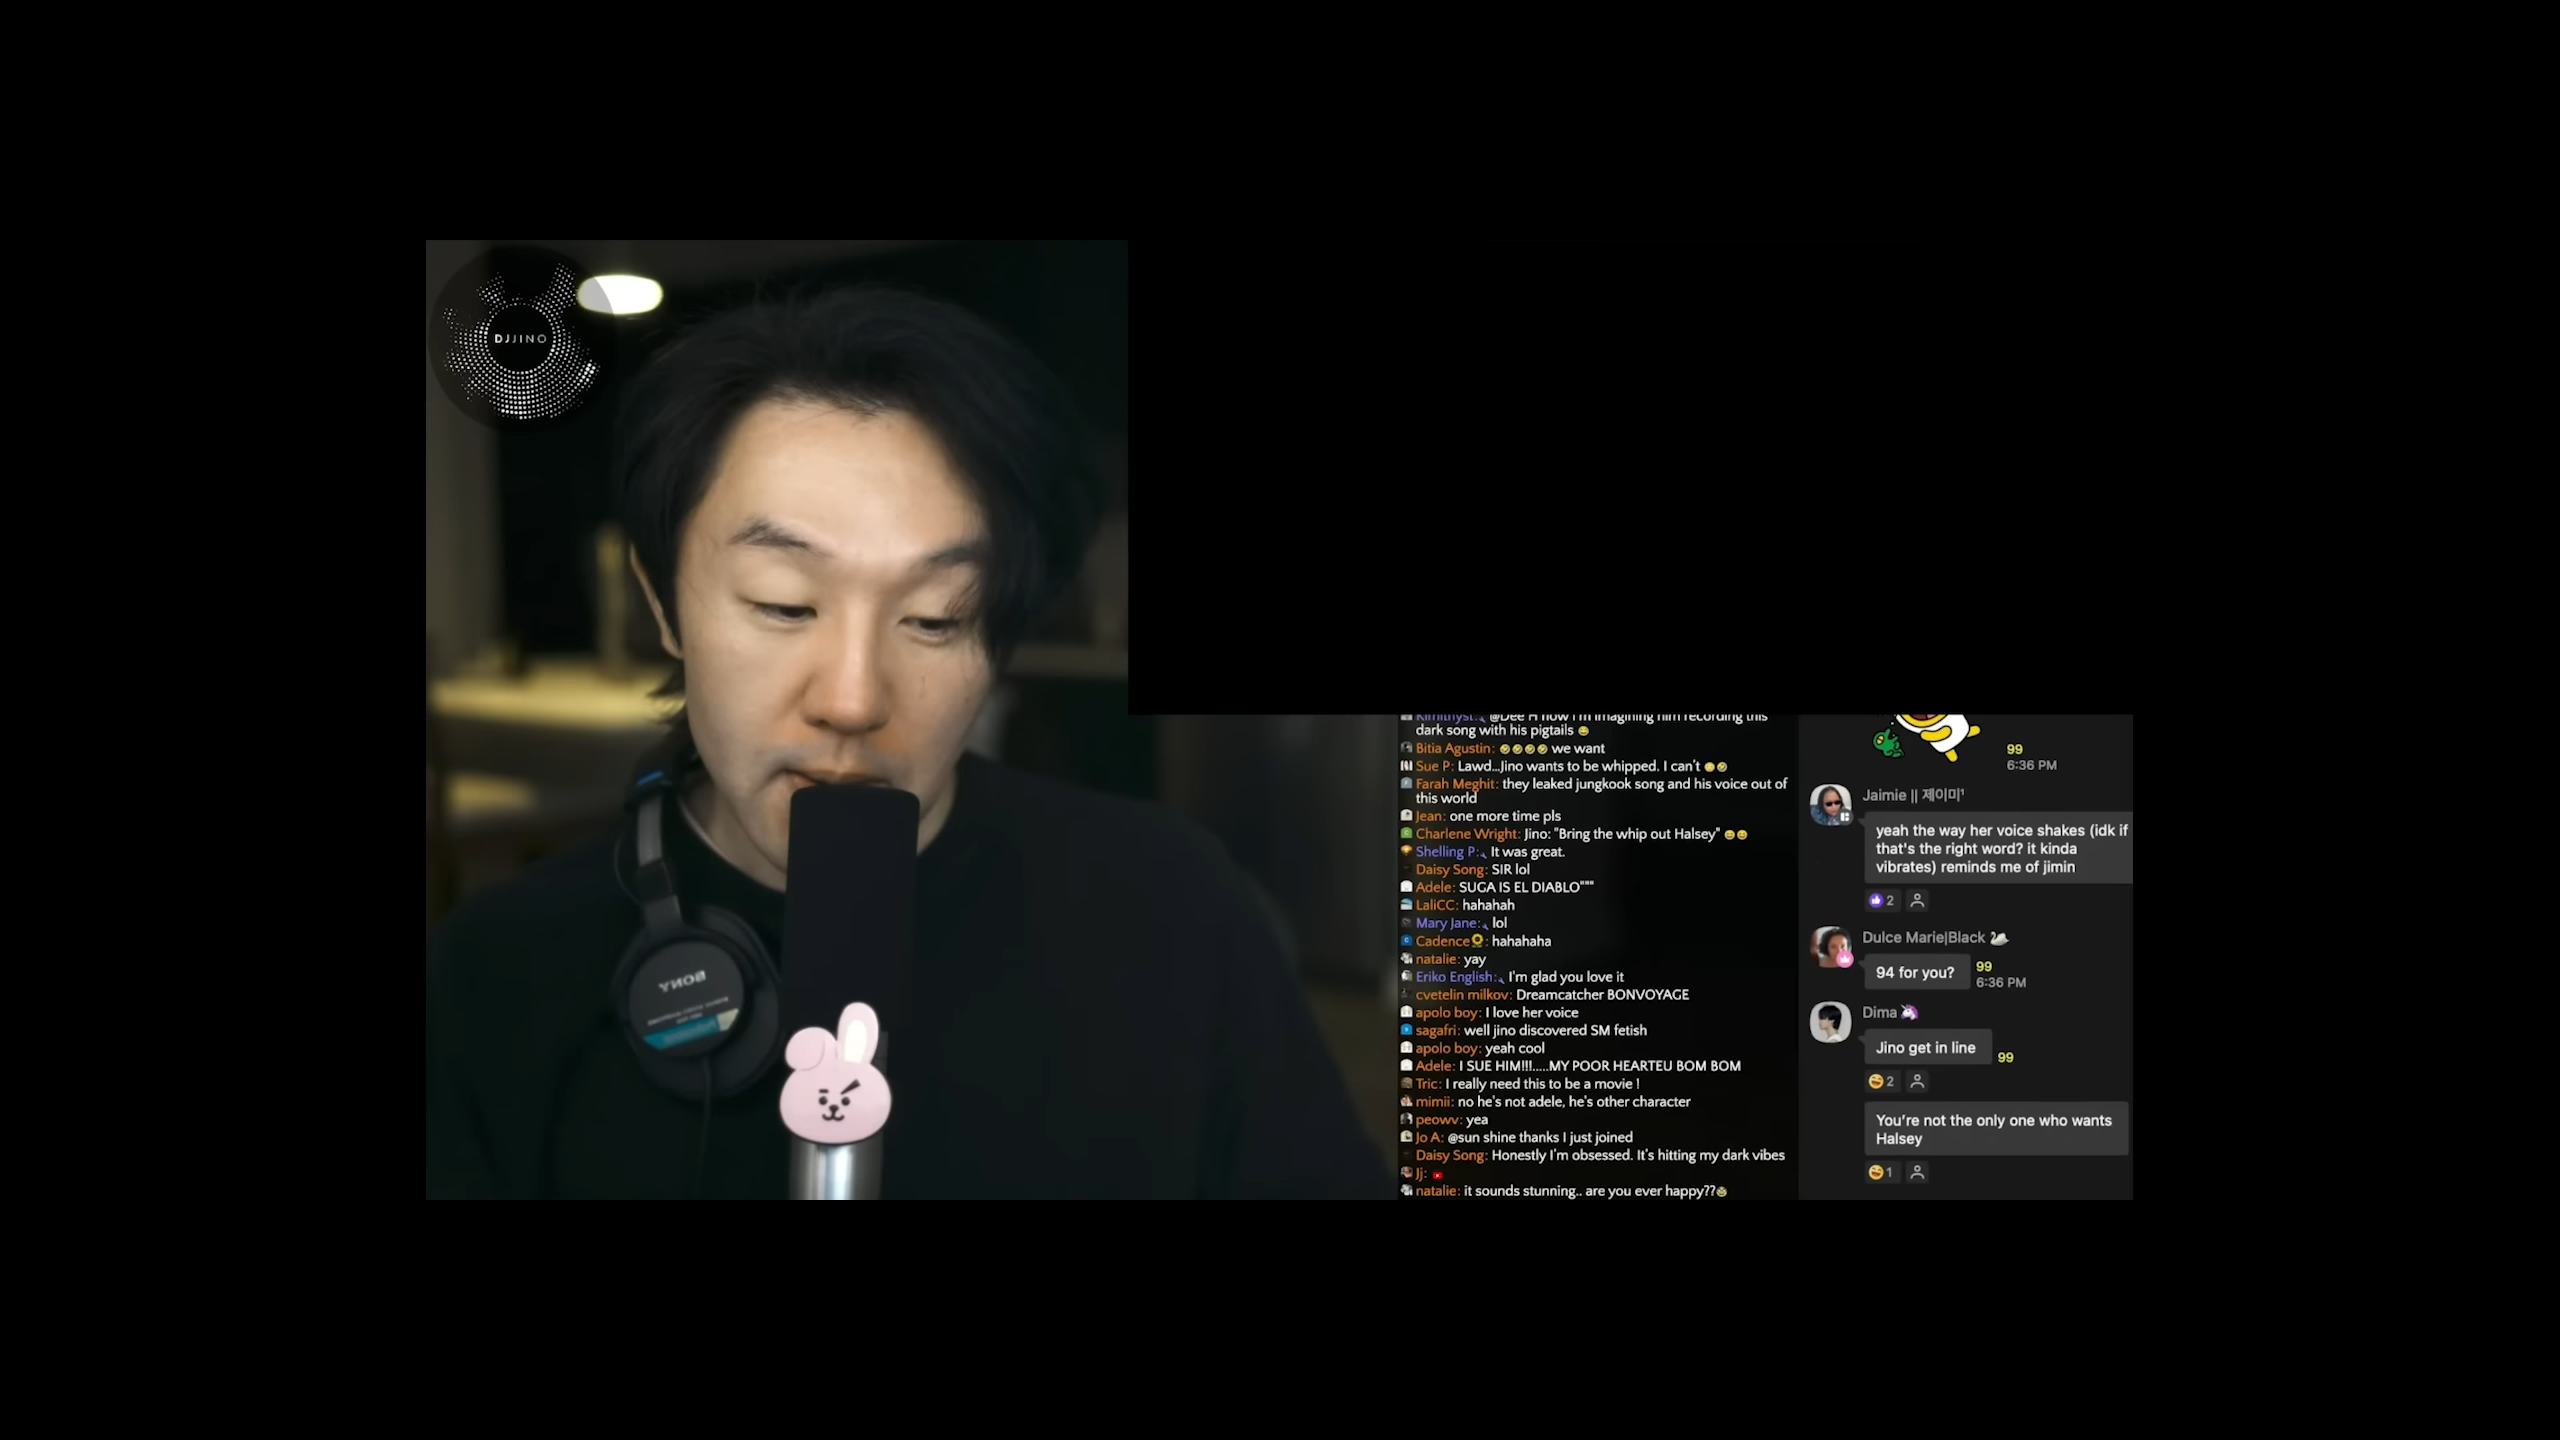 DJJINO
SONY
Kimithyst: @Dee H now I'm imagining him recording this
dark song with his pigtails 😂
Bitia Agustin: 🤣🤣🤣🤣 we want
Sue P: Lawd...Jino wants to be whipped. I can't 😳🤣
Farah Meghit: they leaked jungkook song and his voice out of
this world
Jean: one more time pls
Charlene Wright: Jino: "Bring the whip out Halsey" 😄😄
Shelling P: It was great.
Daisy Song: SIR lol
Adele: SUGA IS EL DIABLO"""
LaliCC: hahahah
Mary Jane: lol
Cadence🌻: hahahaha
natalie: yay
Eriko English: I'm glad you love it
cvetelin milkov: Dreamcatcher BONVOYAGE
apolo boy: I love her voice
sagafri: well jino discovered SM fetish
apolo boy: yeah cool
Adele: I SUE HIM!!!.....MY POOR HEARTEU BOM BOM
Tric: I really need this to be a movie !
mimii: no he's not adele, he's other character
peowv: yea
Jo A: @sun shine thanks I just joined
Daisy Song: Honestly I'm obsessed. It's hitting my dark vibes
Jj:
natalie: it sounds stunning.. are you ever happy??😂
99
6:36 PM
Jaimie || 제이미¹
yeah the way her voice shakes (idk if
that's the right word? it kinda
vibrates) reminds me of jimin
2
Dulce Marie|Black 🦢
94 for you?
99
6:36 PM
Dima 🦄
Jino get in line
99
2
You're not the only one who wants
Halsey
1